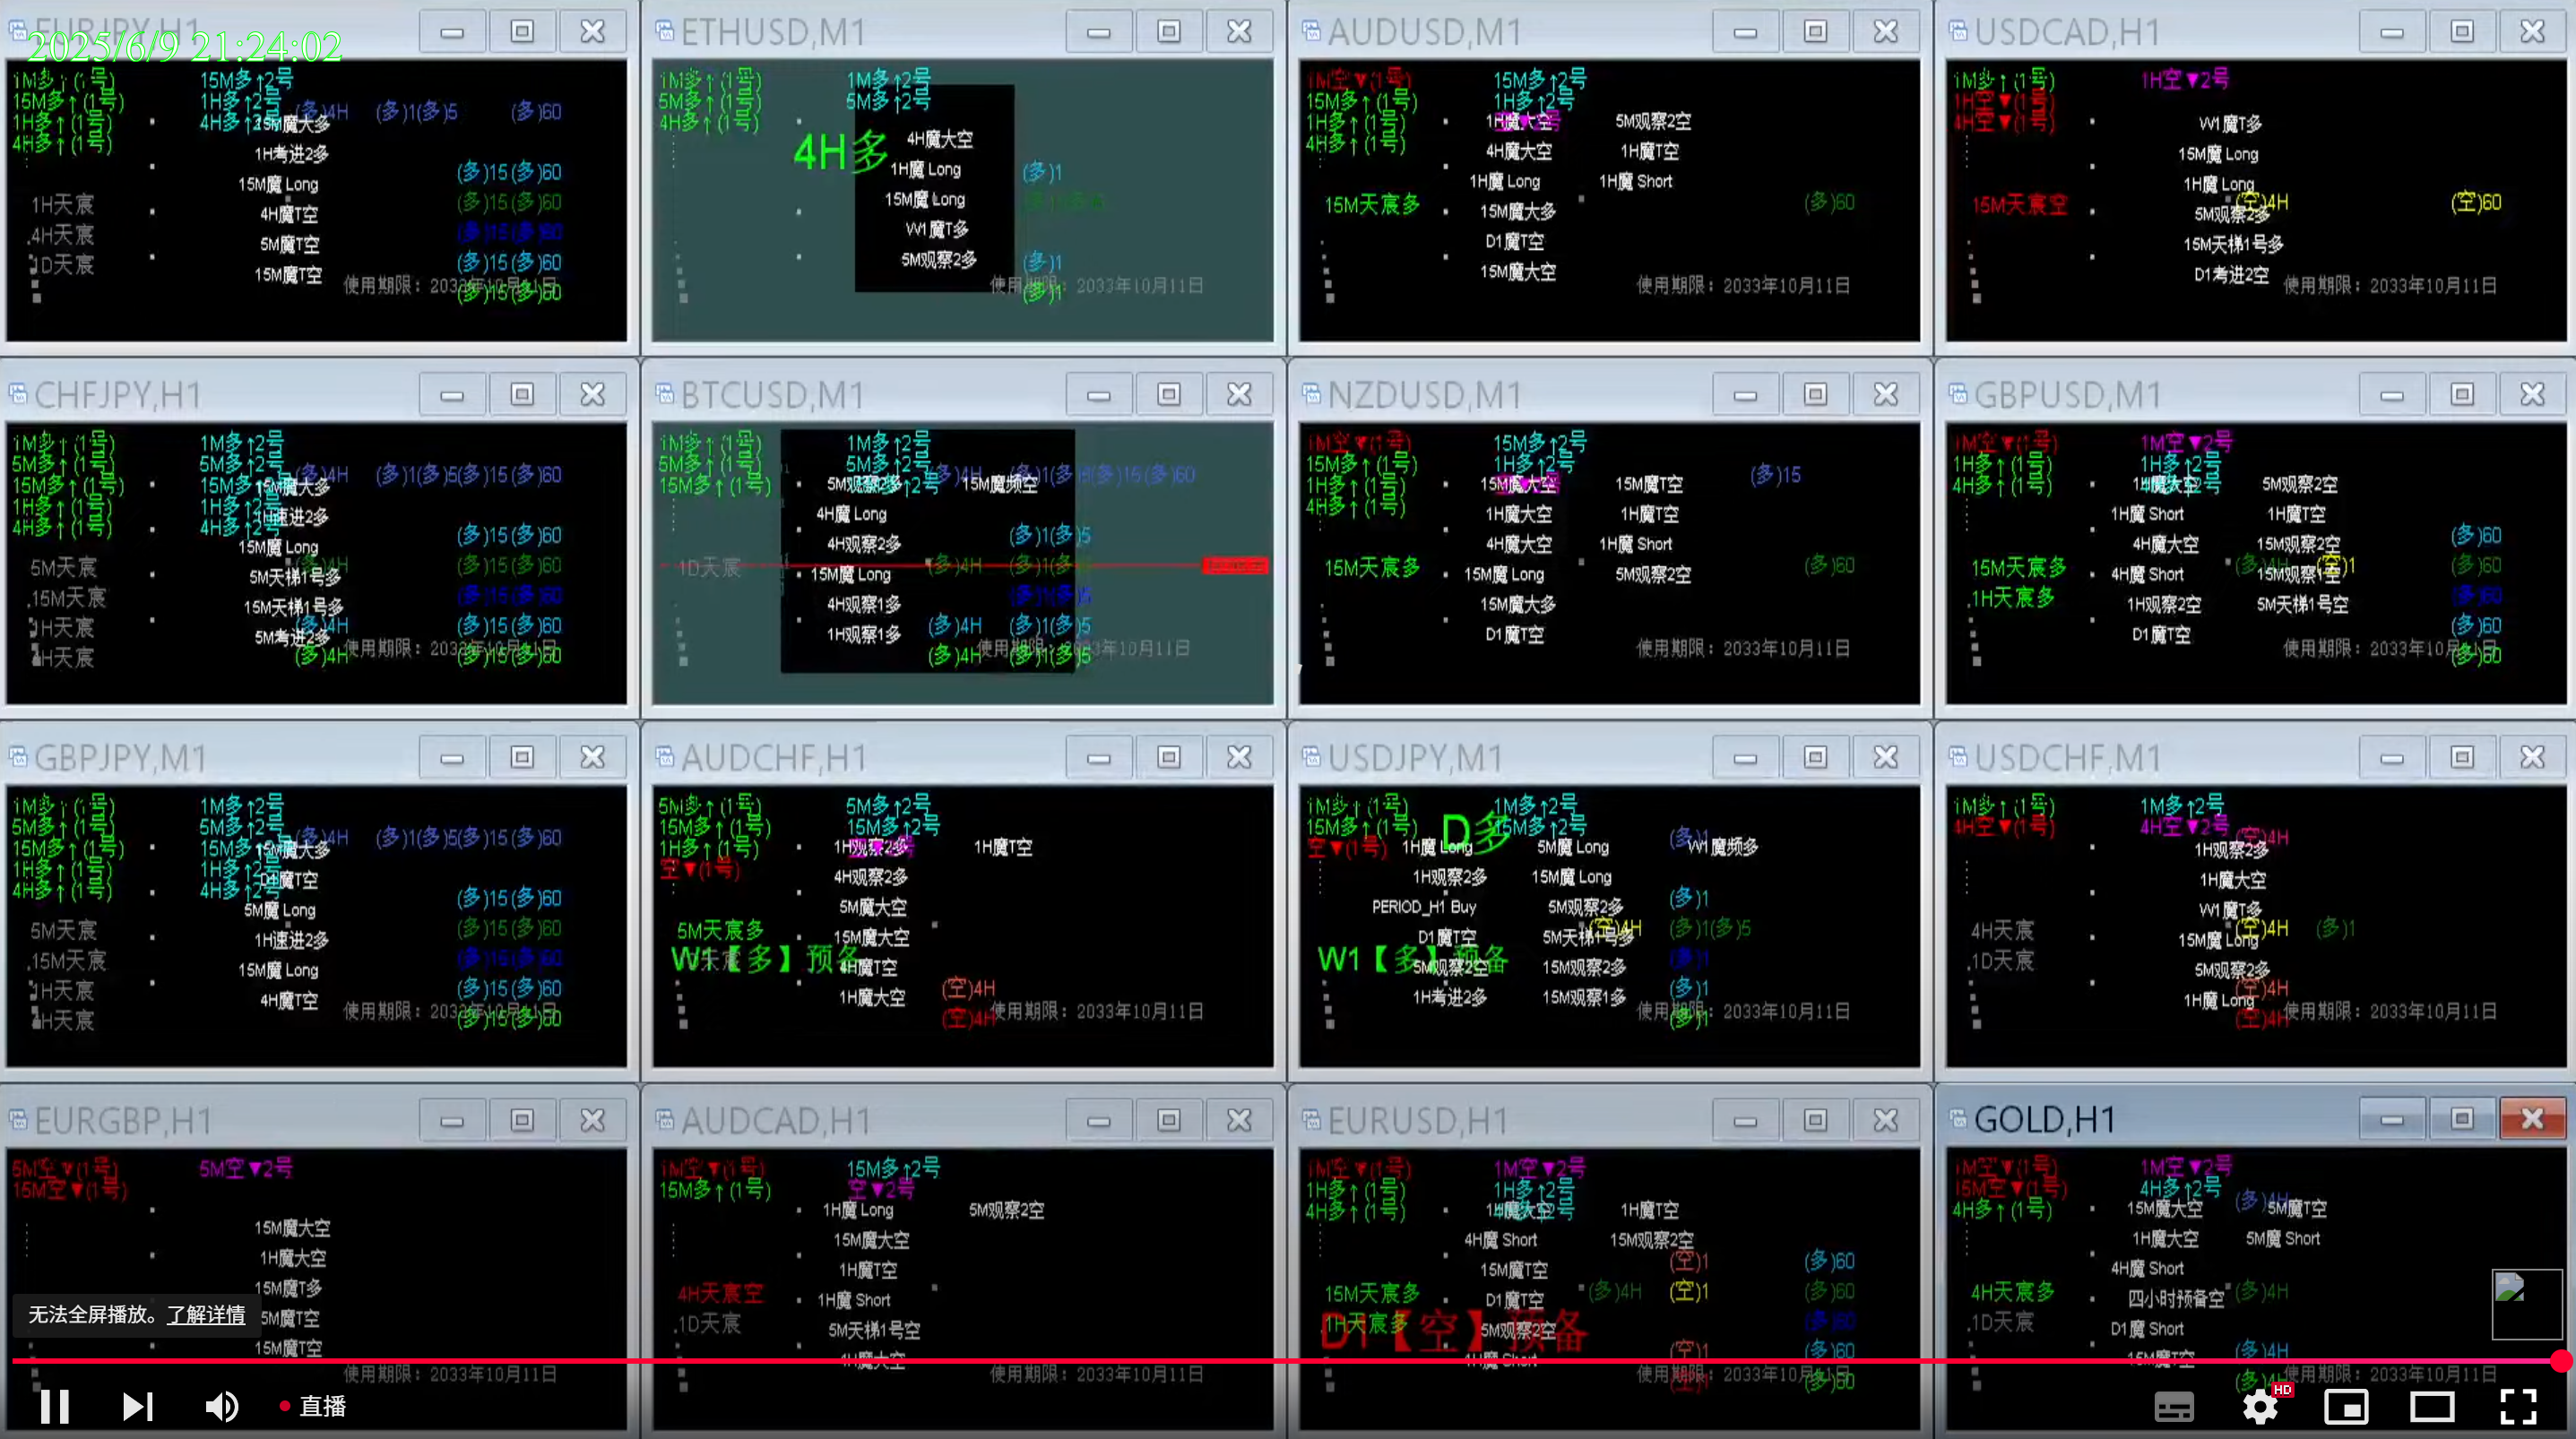 EURJPY,H1
2025/6/9 21:24:02
1M多↑(1号) 15M多↑2号
15M多↑(1号) 1H多↑2号 (多)4H (多)1(多)5 (多)60
1H多↑(1号) 4H多↑2号 15M魔大多
4H多↑(1号)
1H考进2多
15M魔 Long (多)15(多)60
1H天宸 4H魔T空 (多)15(多)60
.4H天宸 5M魔T空 (多)15(多)60
1D天宸 15M魔T空 (多)15(多)60
使用期限：2033年10月11日
(多)15(多)60
ETHUSD,M1
1M多↑(1号) 1M多↑2号
5M多↑(1号) 5M多↑2号
4H多↑(1号)
4H多
4H魔大空
1H魔 Long (多)1
15M魔 Long
W1魔T多
5M观察2多 (多)1
使用期限：2033年10月11日
(多)1
AUDUSD,M1
1M空▼(1号) 15M多↑2号
15M多↑(1号) 1H多↑2号
1H多↑(1号) 1H魔大空 5M观察2空
4H多↑(1号) 4H魔大空 1H魔T空
1H魔 Long 1H魔 Short
15M天宸多 15M魔大多 (多)60
D1魔T空
15M魔大空
使用期限：2033年10月11日
USDCAD,H1
1M多↑(1号) 1H空▼2号
1H空▼(1号)
4H空▼(1号) W1魔T多
15M魔 Long
1H魔 Long
15M天宸空 (空)4H (空)60
5M观察2多
15M天梯1号多
D1考进2空
使用期限：2033年10月11日
CHFJPY,H1
1M多↑(1号) 1M多↑2号
5M多↑(1号) 5M多↑2号 (多)4H (多)1(多)5(多)15(多)60
15M多↑(1号) 15M魔大多
1H多↑(1号) 1H多↑2号
4H多↑(1号) 4H多↑2号
1H速进2多
15M魔 Long (多)15(多)60
5M天宸 5M天梯1号多 (多)4H (多)15(多)60
.15M天宸 15M天梯1号多 (多)15(多)60
1H天宸 5M考进2多 (多)4H (多)15(多)60
使用期限：2033年10月11日
(多)4H (多)15(多)60
BTCUSD,M1
1M多↑(1号) 1M多↑2号
5M多↑(1号) 5M多↑2号 (多)4H
15M多↑(1号) 5M观察2多 15M魔频空
4H魔 Long
4H观察2多 (多)1(多)5
1D天宸 15M魔 Long (多)4H
4H观察1多
1H观察1多 (多)4H (多)1(多)5
(多)4H (多)1(多)5
NZDUSD,M1
1M空▼(1号) 15M多↑2号
15M多↑(1号) 1H多↑2号 (多)15
1H多↑(1号) 15M魔大空 15M魔T空
4H多↑(1号) 1H魔大空 1H魔T空
4H魔大空 1H魔 Short
15M天宸多 15M魔 Long 5M观察2空 (多)60
15M魔大多
D1魔T空
使用期限：2033年10月11日
GBPUSD,M1
1M空▼(1号) 1M空▼2号
1H多↑(1号) 1H多↑2号
4H多↑(1号) 1H魔大空 5M观察2空
1H魔 Short 1H魔T空
4H魔大空 15M观察2空 (多)60
15M天宸多 4H魔 Short (空)1 (多)60
.1H天宸多 1H观察2空 5M天梯1号空 (多)60
D1魔T空 (多)60
使用期限：2033年10月11日
(多)60
GBPJPY,M1
1M多↑(1号) 1M多↑2号
5M多↑(1号) 5M多↑2号 (多)4H (多)1(多)5(多)15(多)60
15M多↑(1号) 15M魔大多
1H多↑(1号) 1H多↑2号
4H多↑(1号) 4H多↑2号 D1魔T空
5M魔 Long (多)15(多)60
5M天宸 1H速进2多 (多)15(多)60
.15M天宸 15M魔 Long (多)15(多)60
1H天宸 4H魔T空 (多)15(多)60
使用期限：2033年10月11日
(多)15(多)60
AUDCHF,H1
5M多↑(1号) 5M多↑2号
15M多↑(1号) 15M多↑2号
1H多↑(1号) 1H观察2多 1H魔T空
空▼(1号) 4H观察2多
5M魔大空
5M天宸多 15M魔大空
W1【多】预备 4H魔T空
1H魔大空 (空)4H
使用期限：2033年10月11日
(空)4H
USDJPY,M1
1M多↑(1号) 1M多↑2号
15M多↑(1号) 15M多↑2号
D多
空▼(1号) 1H魔 Long 5M魔 Long (多)1 W1魔频多
1H观察2多 15M魔 Long
PERIOD_H1 Buy 5M观察2多 (多)1
D1魔T空 5M天梯1号多 (空)4H (多)1(多)5
W1【多】预备 5M观察2空 15M观察2多 (多)1
1H考进2多 15M观察1多 (多)1
使用期限：2033年10月11日
(多)1
USDCHF,M1
1M多↑(1号) 1M多↑2号
4H空▼(1号) 4H空▼2号 (空)4H
1H观察2多
1H魔大空
W1魔T多
4H天宸 15M魔 Long (空)4H (多)1
.1D天宸 5M观察2多
1H魔 Long (空)4H
使用期限：2033年10月11日
(空)4H
EURGBP,H1
5M空▼(1号) 5M空▼2号
15M空▼(1号)
15M魔大空
1H魔大空
15M魔T多
5M魔T空
15M魔T空
使用期限：2033年10月11日
AUDCAD,H1
1M空▼(1号) 15M多↑2号
15M多↑(1号) 空▼2号
1H魔 Long 5M观察2空
15M魔大空
1H魔T空
4H天宸空 1H魔 Short
.1D天宸 5M天梯1号空
4H魔大空
使用期限：2033年10月11日
EURUSD,H1
1M空▼(1号) 1M空▼2号
1H多↑(1号) 1H多↑2号
4H多↑(1号) 1H魔大空 1H魔T空
4H魔 Short 15M观察2空
15M魔T空 (空)1 (多)60
15M天宸多 D1魔T空 (多)4H (空)1 (多)60
1H天宸多 5M观察2空 (多)60
D1【空】预备
4H魔 Short (空)1 (多)60
使用期限：2033年10月11日
(空)1 (多)60
GOLD,H1
1M空▼(1号) 1M空▼2号
15M空▼(1号) 4H多↑2号
4H多↑(1号) 15M魔大空 (多)4H 5M魔T空
1H魔大空 5M魔 Short
4H魔 Short
4H天宸多 四小时预备空 (多)4H
.1D天宸 D1魔 Short
15M魔T空 (多)4H
使用期限：2033年10月11日
无法全屏播放。了解详情
直播
HD